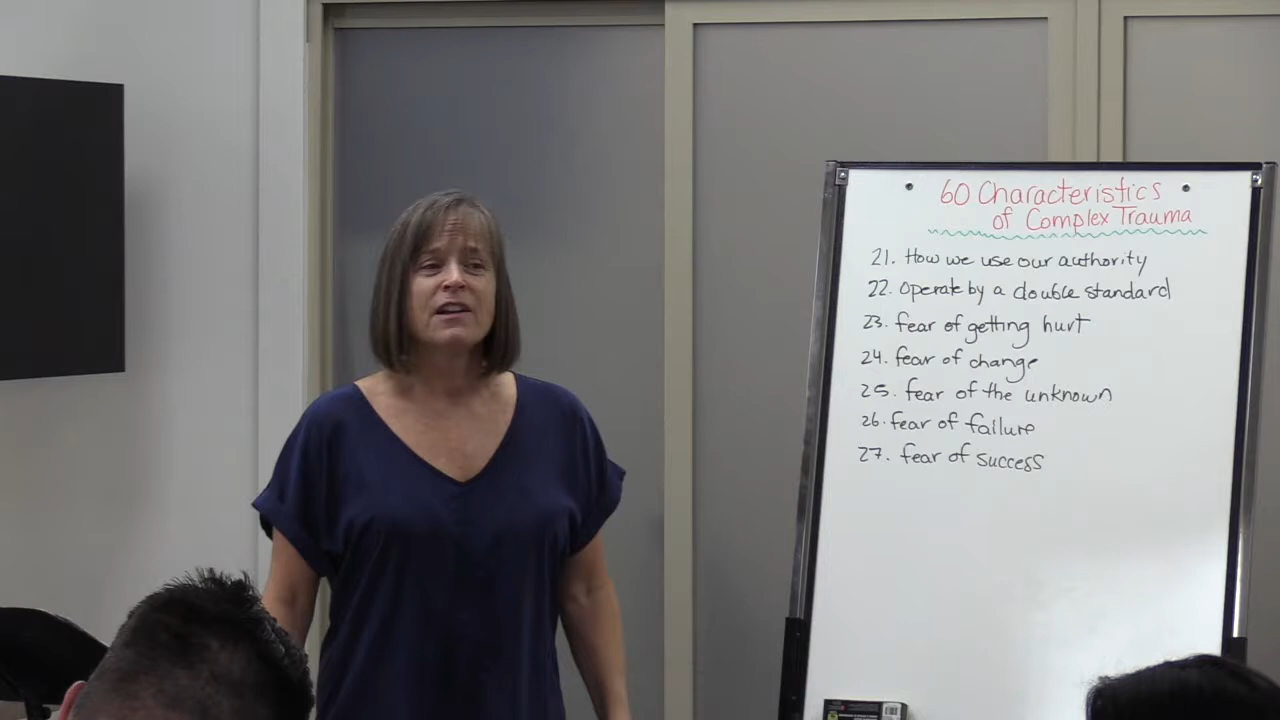 60 Characteristics
of Complex Trauma
21. How we use our authority
22. Operate by a double standard
23. fear of getting hurt
24. fear of change
25. fear of the unknown
26. fear of failure
27. fear of success